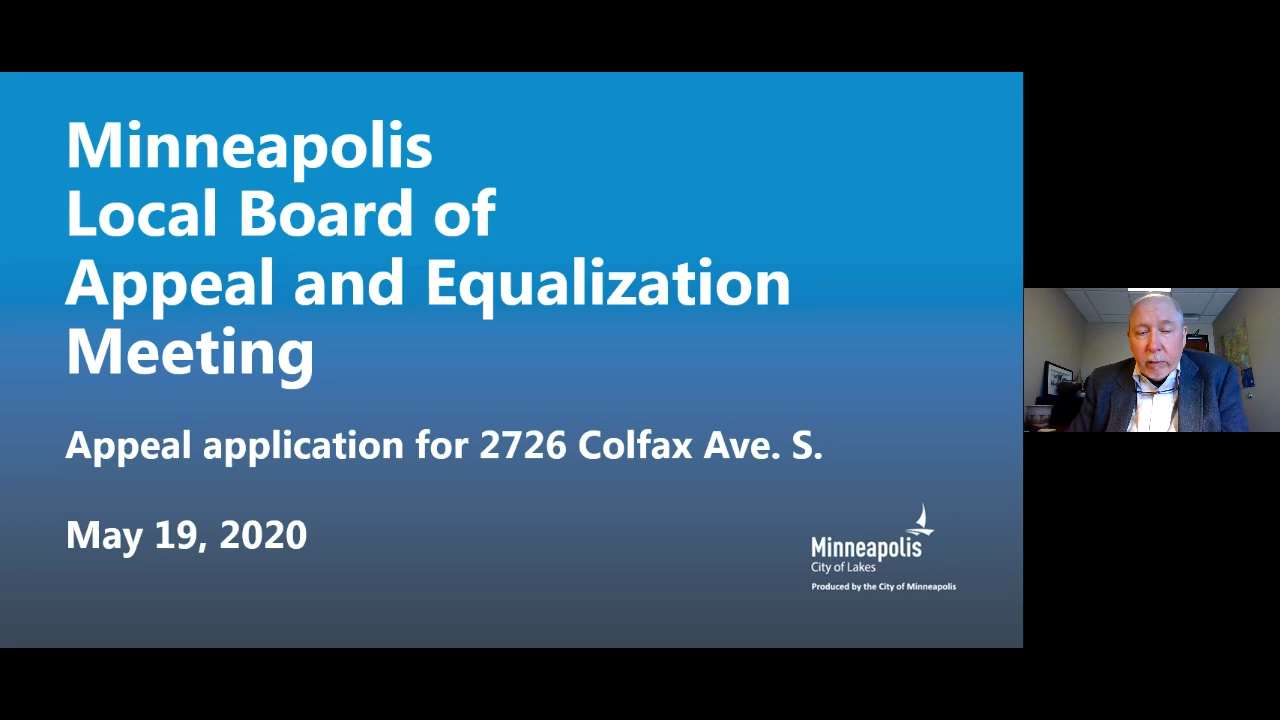 Minneapolis
Local Board of
Appeal and Equalization
Meeting
Appeal application for 2726 Colfax Ave. S.
May 19, 2020
Minneapolis
City of Lakes
Produced by the City of Minneapolis